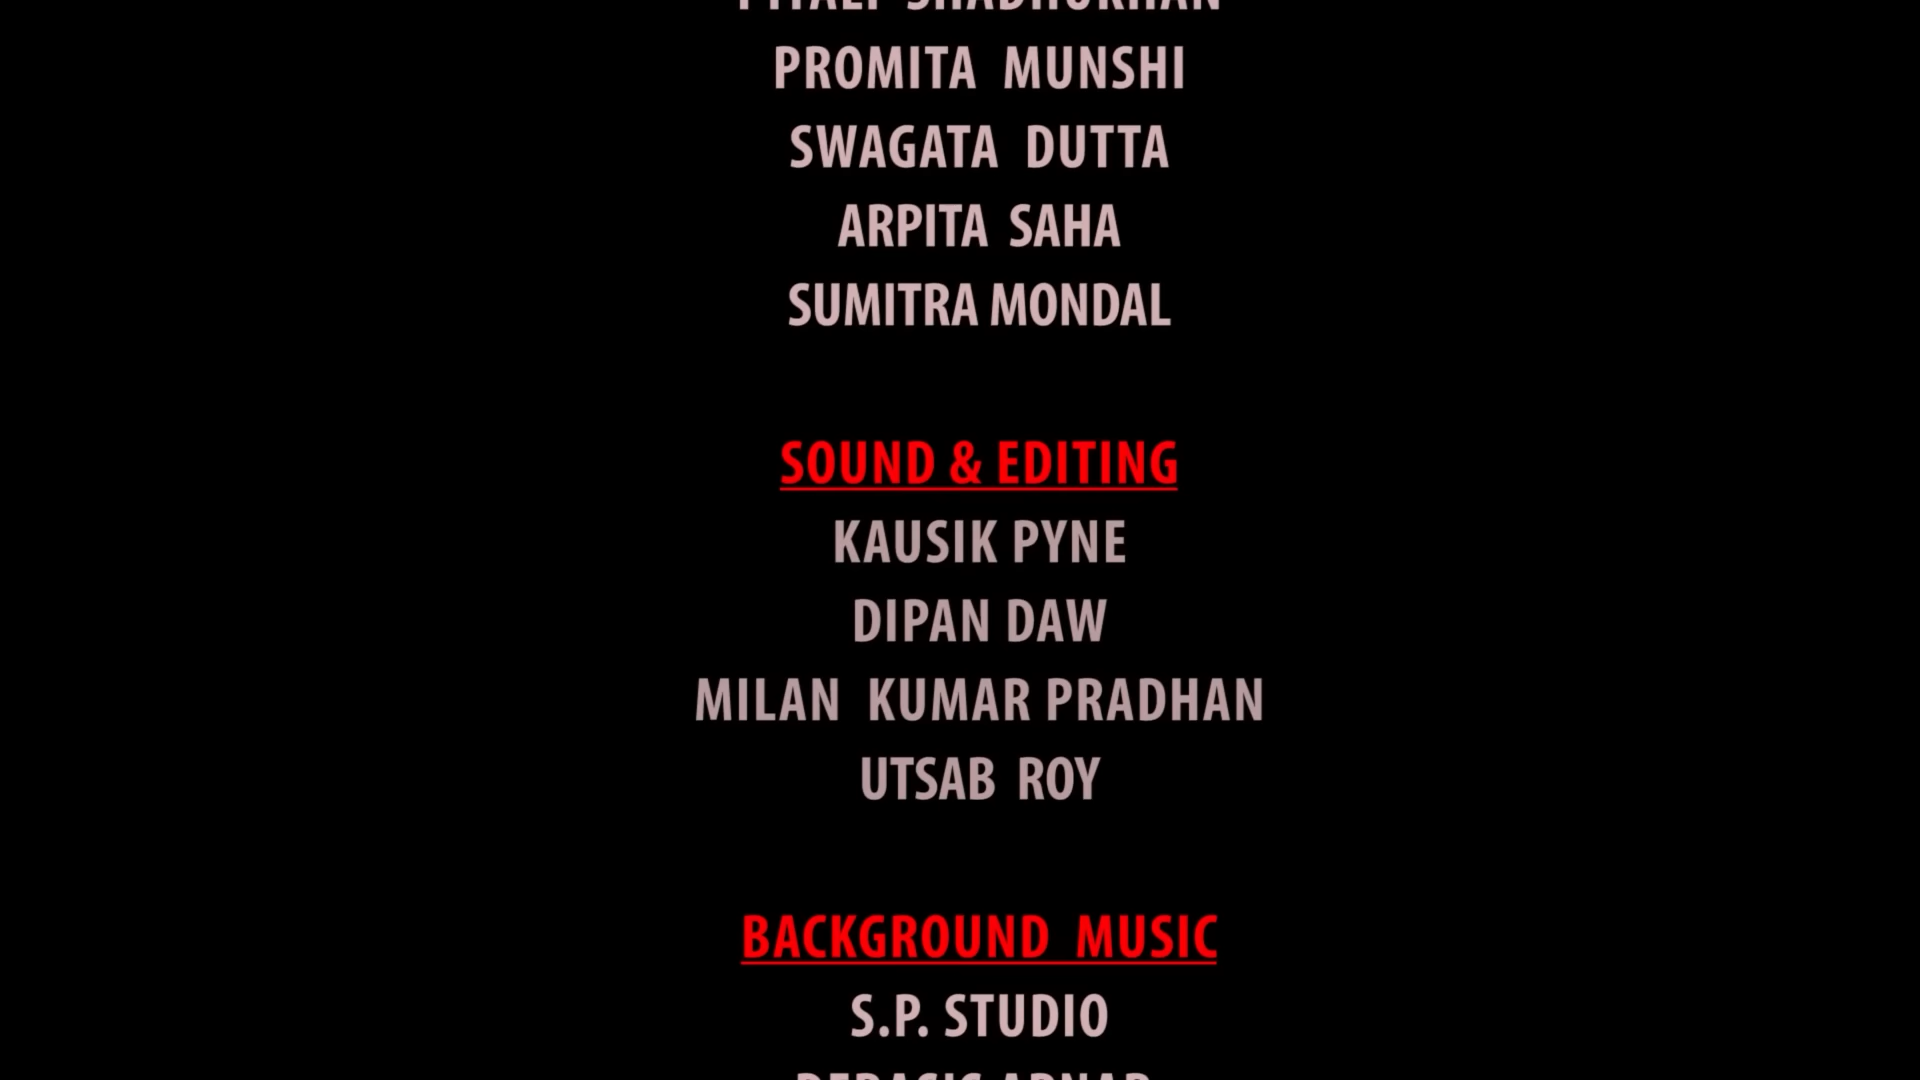 PROMITA MUNSHI
SWAGATA DUTTA
ARPITA SAHA
SUMITRA MONDAL
SOUND & EDITING
KAUSIK PYNE
DIPAN DAW
MILAN KUMAR PRADHAN
UTSAB ROY
BACKGROUND MUSIC
S.P. STUDIO